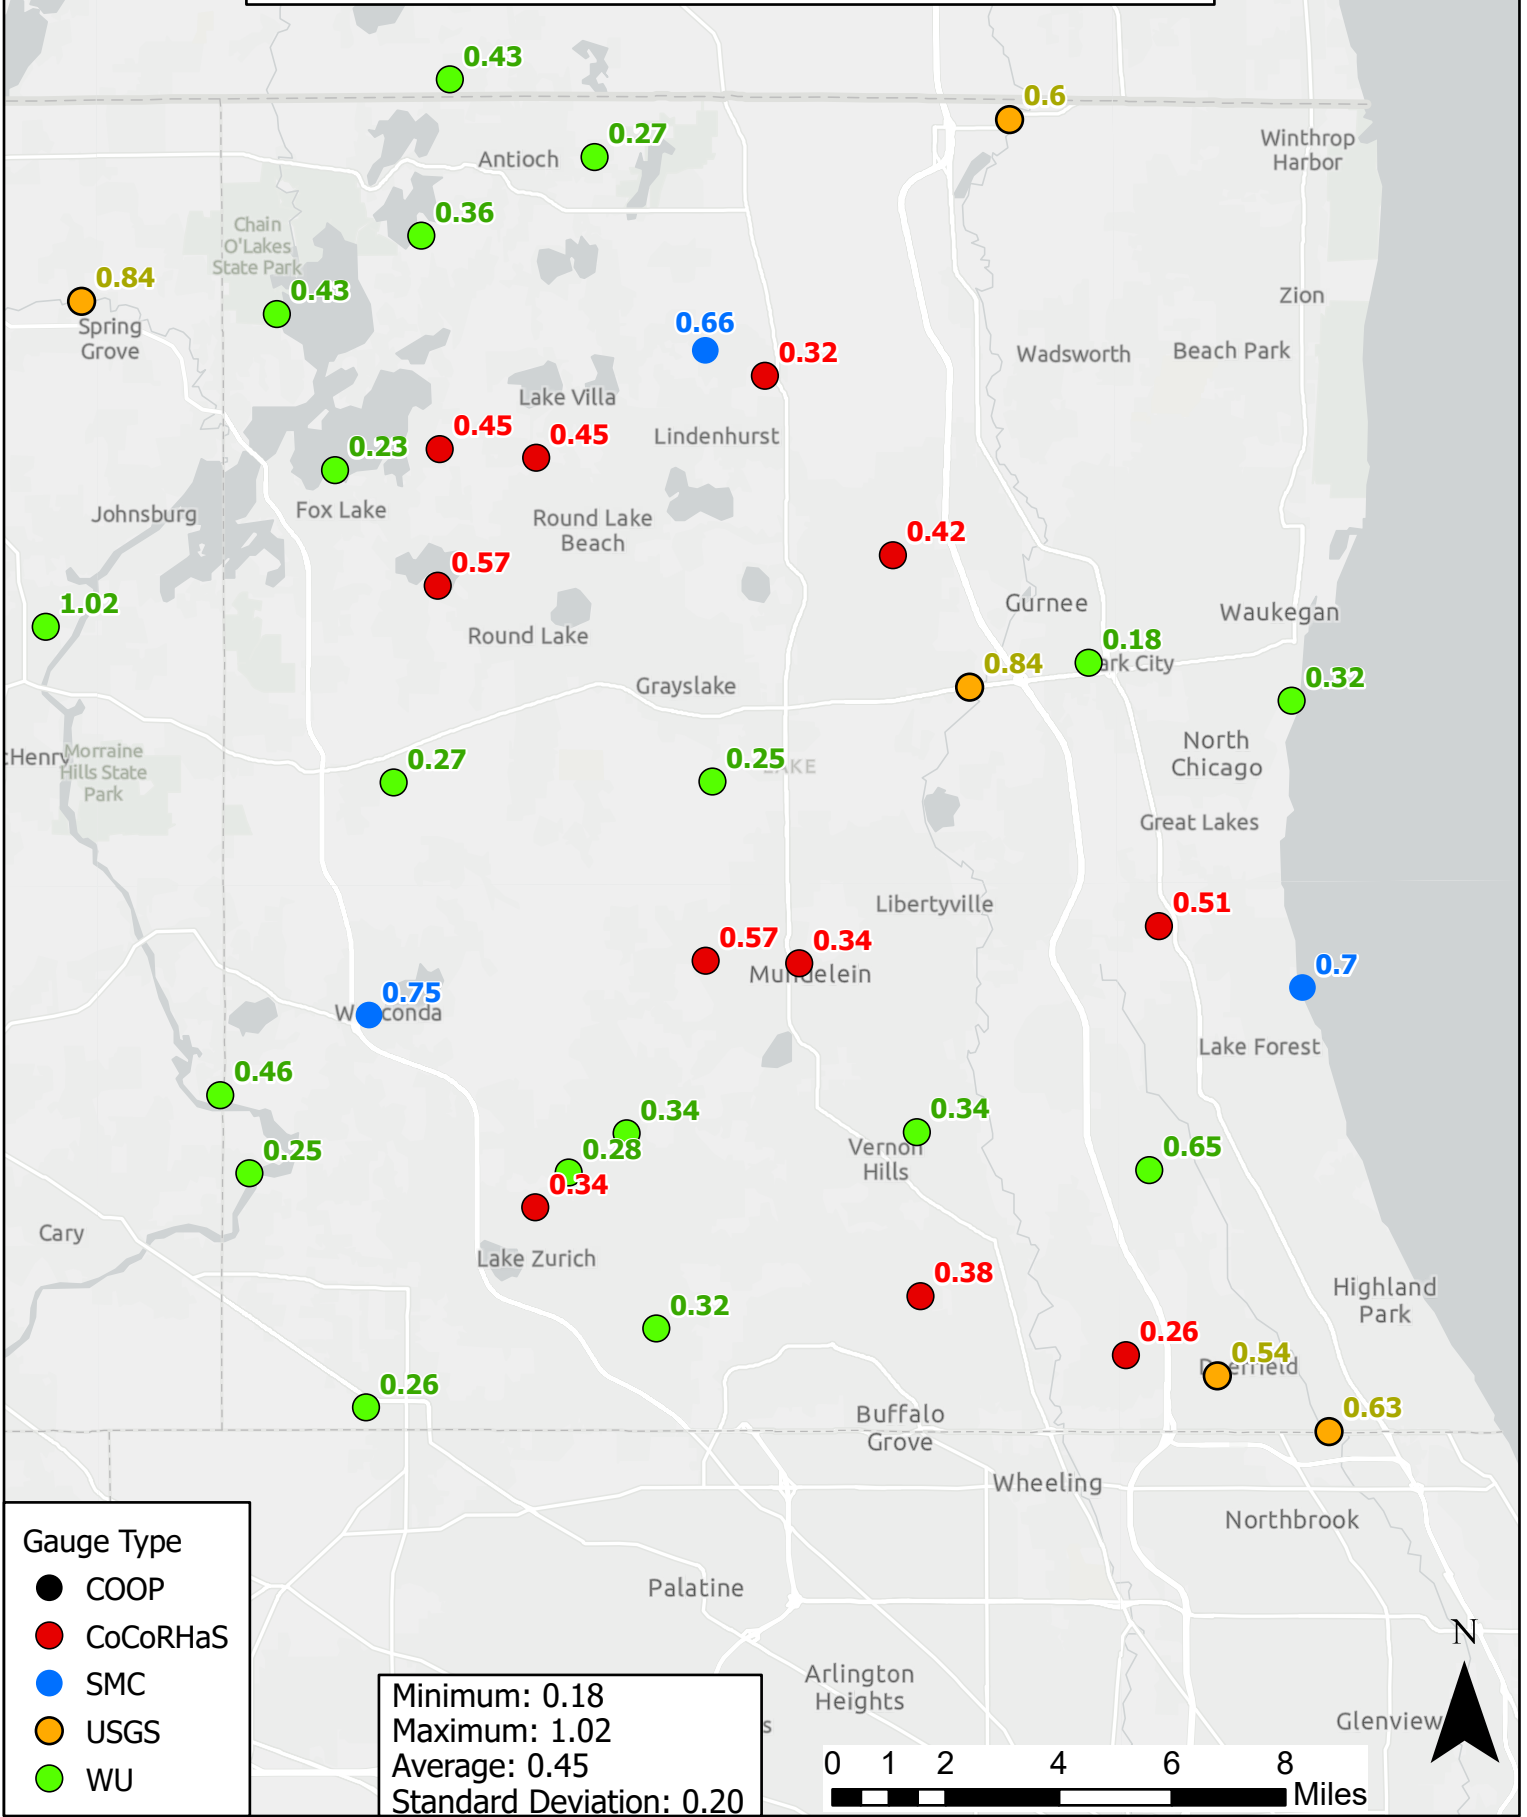 0.43
0.6
0.27
Antioch
Winthrop
Harbor
0.36
Chain
O'Lakes
State Park
0.84
0.43
Zion
Spring
Grove
0.66
0.32
Wadsworth
Beach Park
Lake Villa
0.45
0.45
Lindenhurst
0.23
Fox Lake
Johnsburg
Round Lake
Beach
0.42
0.57
1.02
Gurnee
Waukegan
Round Lake
0.18
ark City
0.84
0.32
Grayslake
North
Chicago
cHenry
Morraine
Hills State
Park
0.27
0.25
AKE
Great Lakes
Libertyville
0.51
0.57
0.34
Mundelein
0.7
0.75
Wauconda
Lake Forest
0.46
0.34
0.34
0.28
0.25
Vernon
Hills
0.65
0.34
Cary
Lake Zurich
0.38
Highland
Park
0.32
0.26
0.54
Deerfield
0.26
0.63
Buffalo
Grove
Wheeling
Northbrook
Gauge Type
COOP
CoCoRHaS
SMC
USGS
WU
Palatine
N
Arlington
Heights
Glenview
s
Minimum: 0.18
Maximum: 1.02
Average: 0.45
Standard Deviation: 0.20
0 1 2 4 6 8
Miles